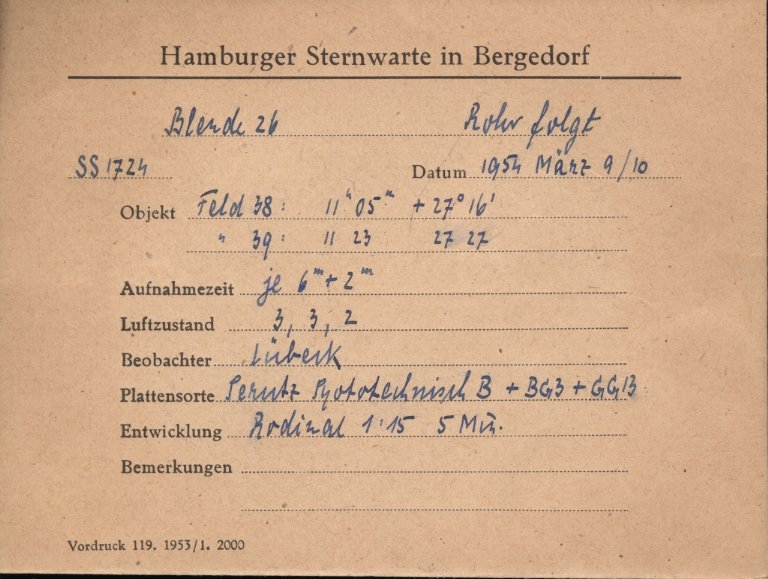 Hamburger Sternwarte in Bergedorf
Blende 26 Rohr folgt
SS 1724 Datum 1954 März 9/10
Objekt Feld 38: 11ʰ 05ᵐ + 27° 16'
" 39: 11 23 27 27
Aufnahmezeit je 6ᵐ + 2ᵐ
Luftzustand 3, 3, 2
Beobachter Lübeck
Plattensorte Perutz Phototechnisch B + BG3 + GG13
Entwicklung Rodinal 1:15 5 Min.
Bemerkungen
Vordruck 119. 1953/1. 2000